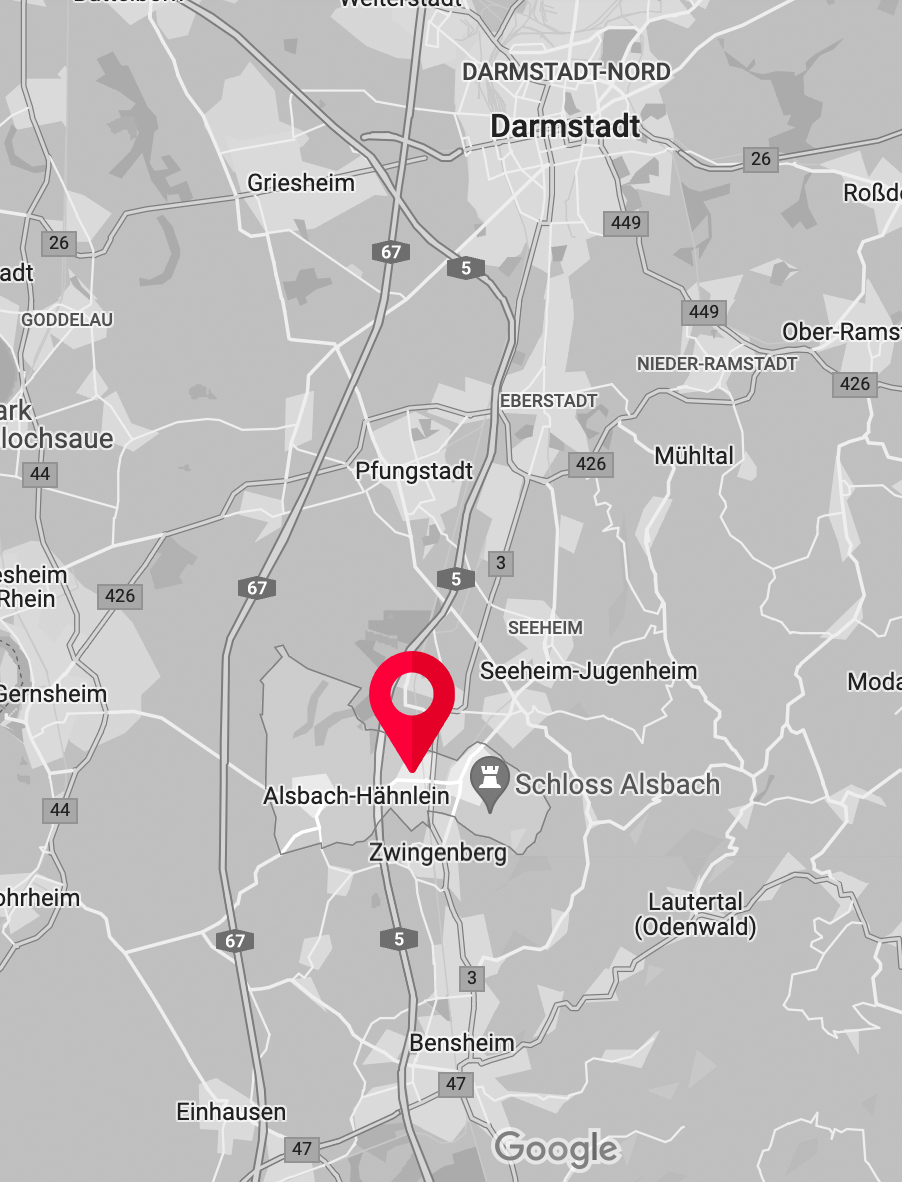 DARMSTADT-NORD
Darmstadt
26
Griesheim
Roßd
449
26
67
5
adt
449
GODDELAU
Ober-Rams
NIEDER-RAMSTADT
426
EBERSTADT
ark
lochsaue
Mühltal
426
Pfungstadt
44
3
esheim
Rhein
5
67
426
SEEHEIM
Seeheim-Jugenheim
Moda
Gernsheim
Schloss Alsbach
Alsbach-Hähnlein
44
Zwingenberg
ohrheim
Lautertal
(Odenwald)
67
5
3
Bensheim
47
Einhausen
47
Google